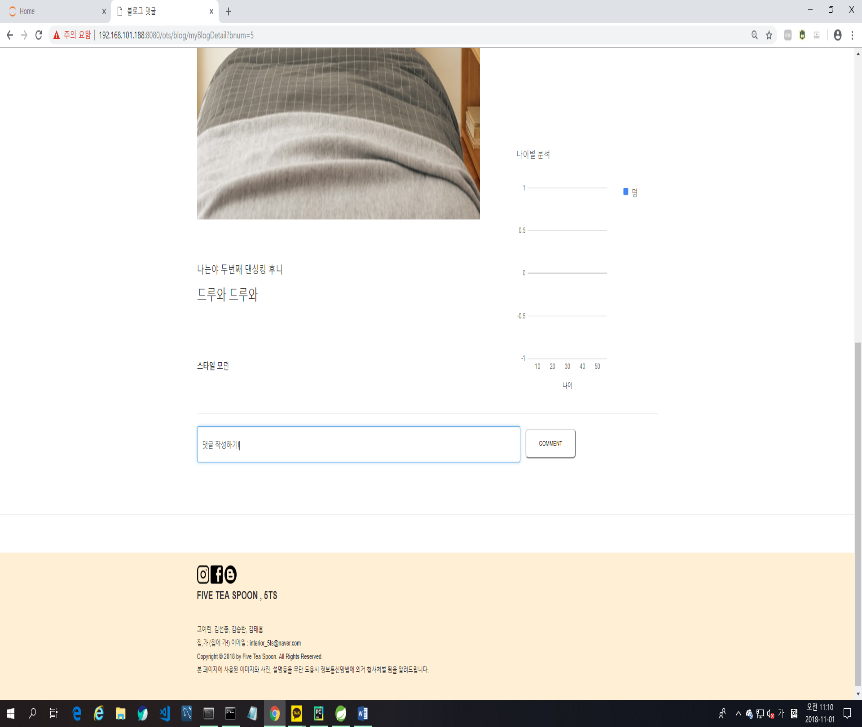 Home
블로그 댓글
주의 요함 | 192.168.101.188:8080/ots/blog/myBlogDetail?bnum=5
나이별 분석
1
0.5
0
-0.5
-1
10 20 30 40 50
나이
나는야 두번째 댄싱킹 후니
드루와 드루와
스타일 모던
댓글 작성하기
COMMENT
FIVE TEA SPOON , 5TS
Interior_5ts@naver.com
Copyright © 2018 by Five Tea Spoon. All Rights Reserved.
본 페이지에 사용된 이미지와 사진, 설명등을 무단 도용시 정보통신망법에 의거 형사처벌 됨을 알려드립니다.
오전 11:10
2018-11-01